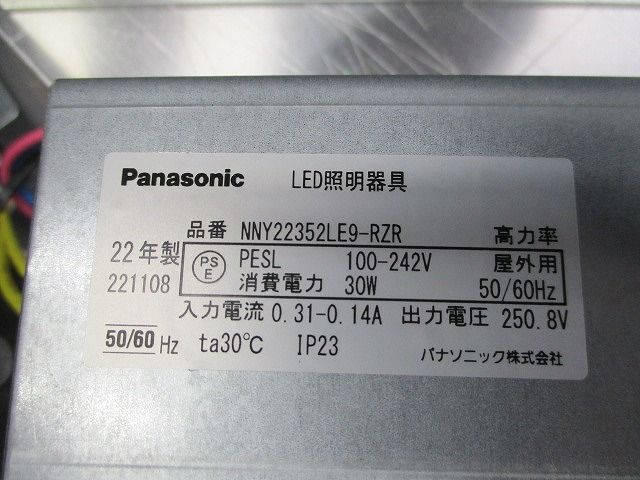 Panasonic LED照明器具
品番 NNY22352LE9-RZR 高力率
22年製 PS E PESL 100-242V 屋外用
221108 消費電力 30W 50/60Hz
入力電流 0.31-0.14A 出力電圧 250.8V
50/60 Hz ta30℃ IP23 パナソニック株式会社